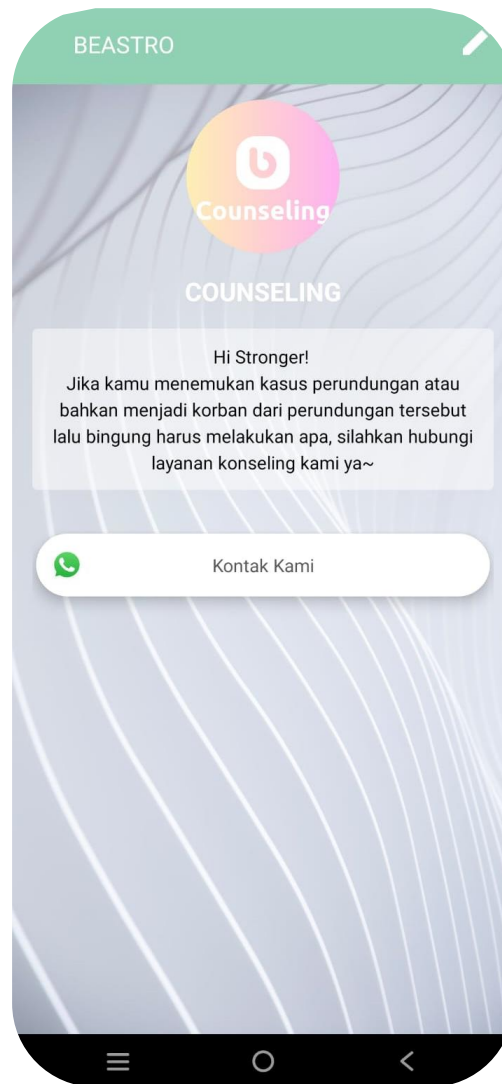 BEASTRO
b
Counseling
COUNSELING
Hi Stronger!
Jika kamu menemukan kasus perundungan atau
bahkan menjadi korban dari perundungan tersebut
lalu bingung harus melakukan apa, silahkan hubungi
layanan konseling kami ya~
Kontak Kami